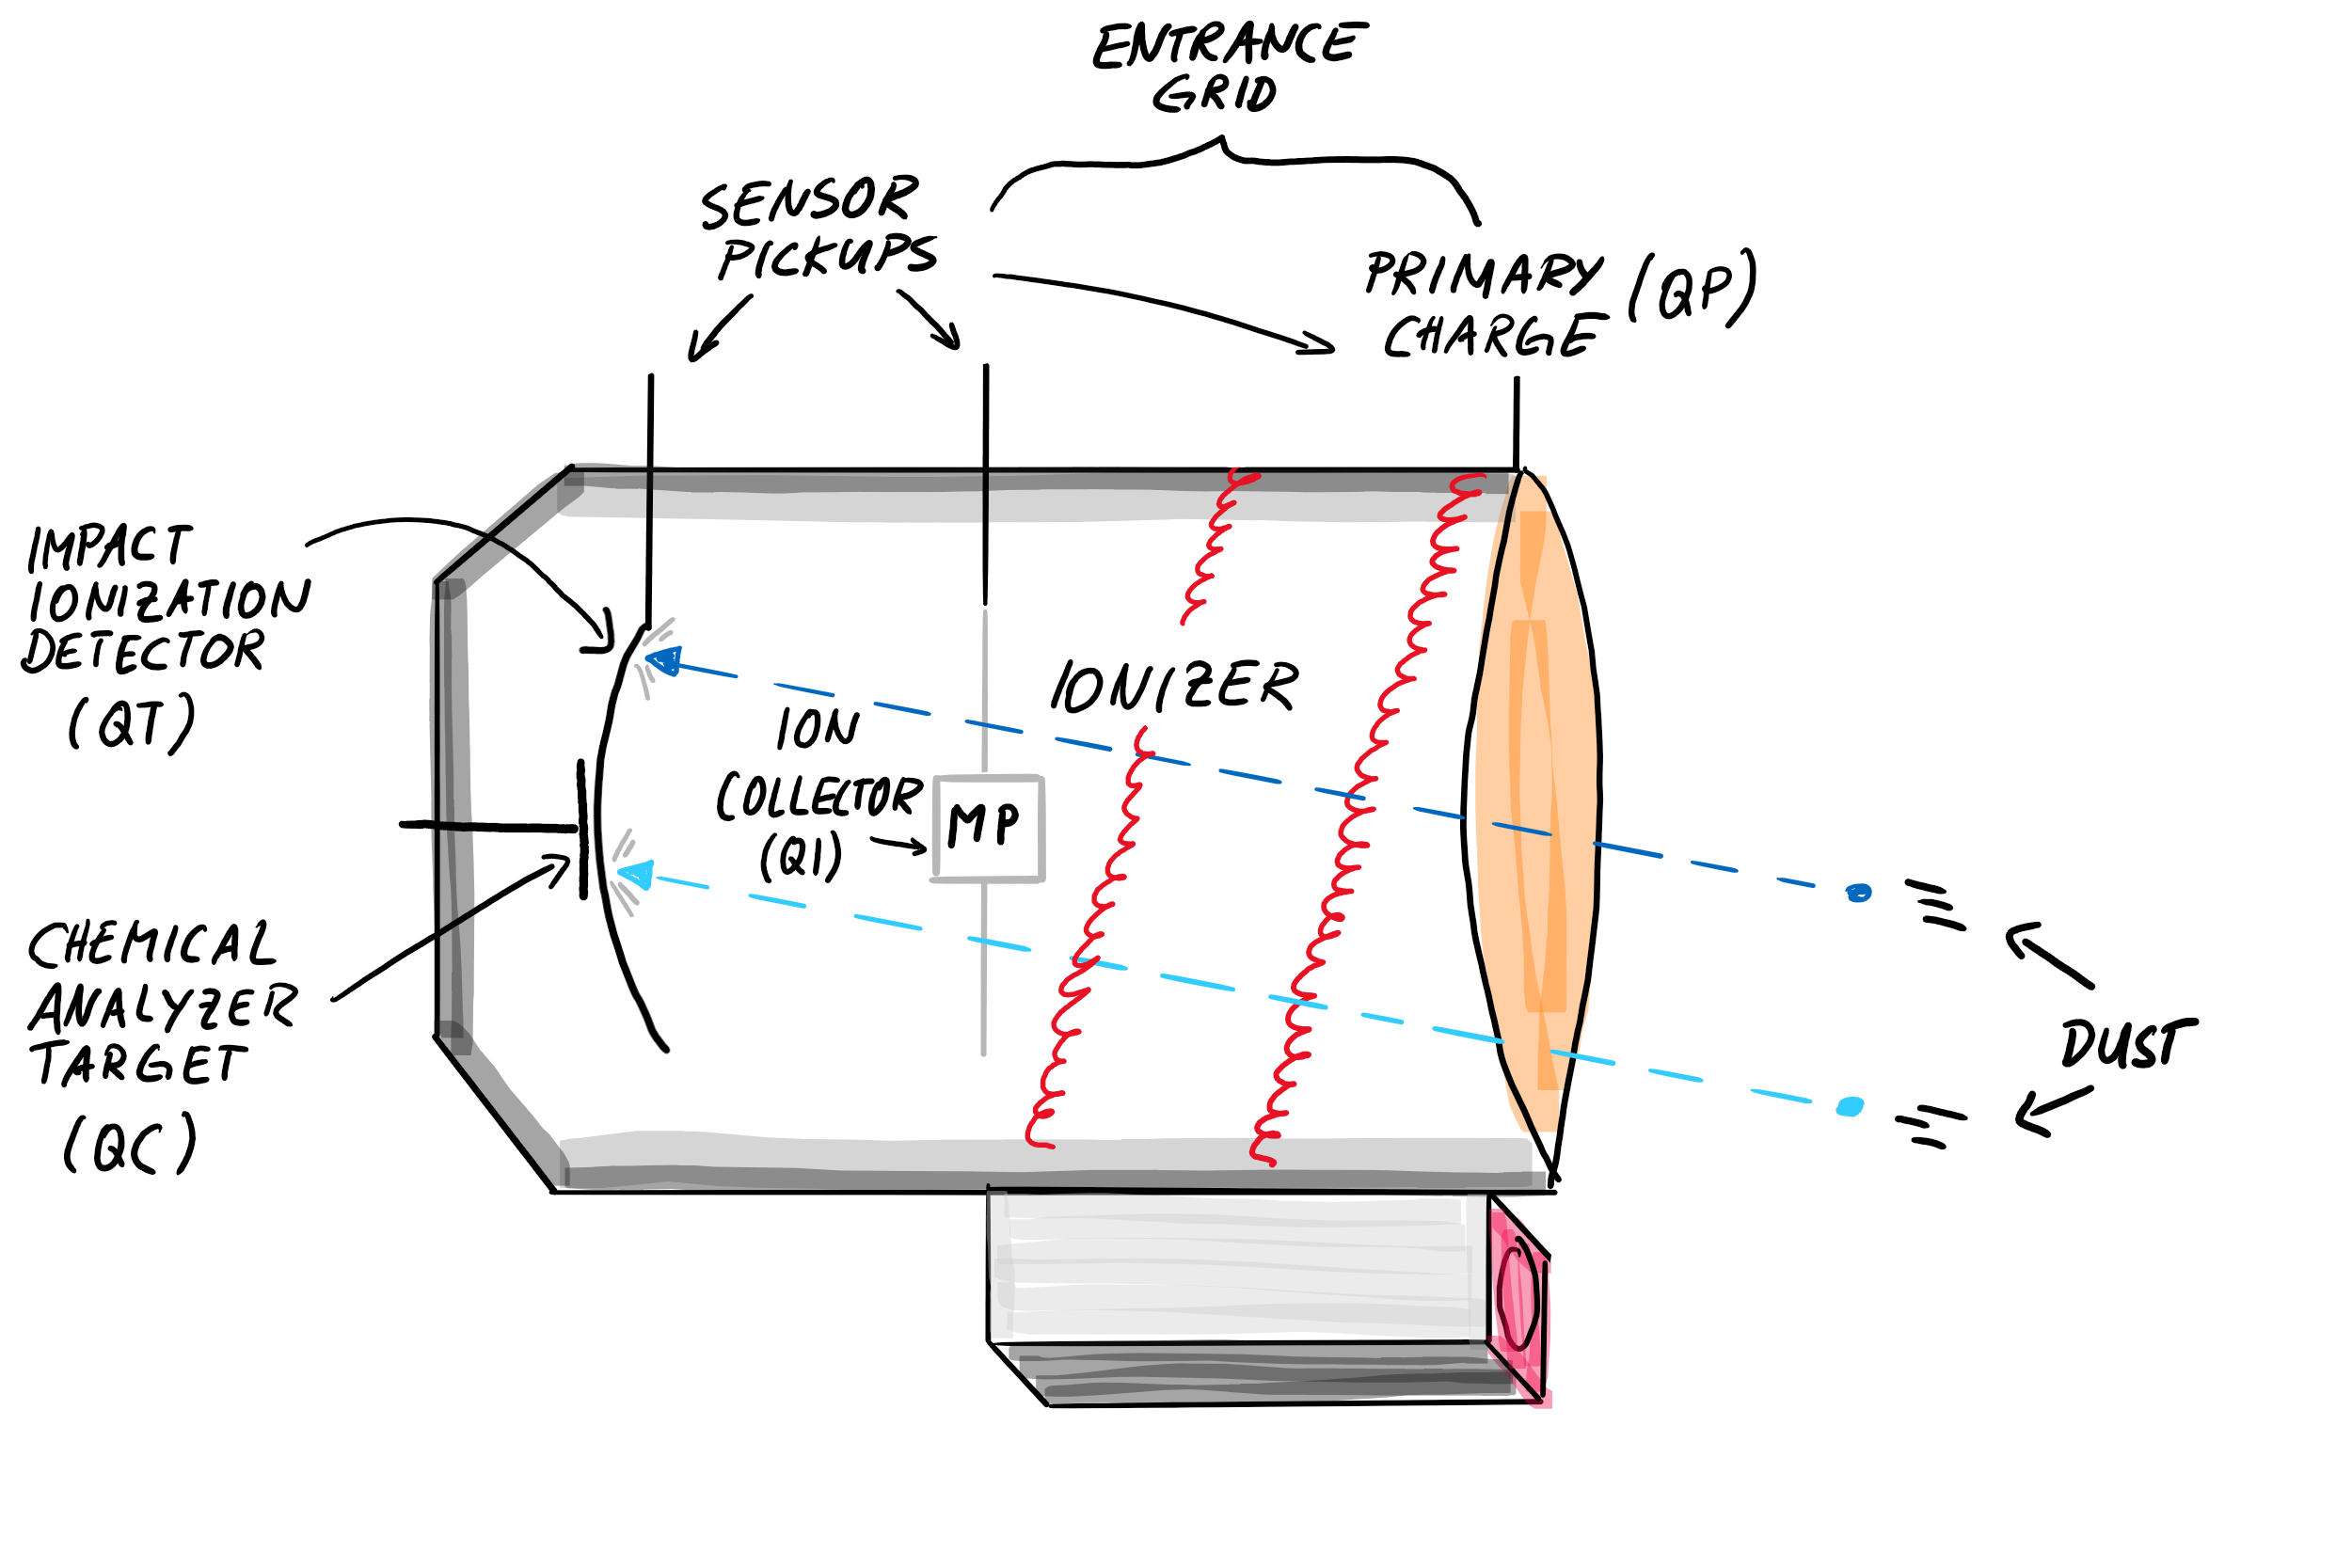 ENTRANCE
GRID
SENSOR
PICKUPS
PRIMARY
CHARGE
(QP)
IMPACT
IONIZATION
DETECTOR
(QT)
IONIZER
ION
COLLECTOR
(QI)
MP
CHEMICAL
ANALYZER
TARGET
(QC)
DUST